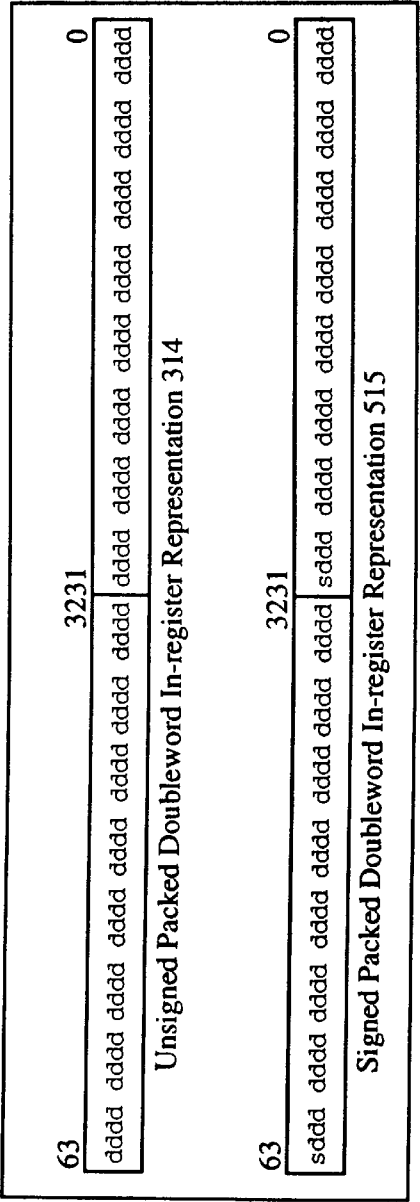 63 3231 0
dddd dddd dddd dddd dddd dddd dddd dddd dddd dddd dddd dddd dddd dddd dddd dddd
Unsigned Packed Doubleword In-register Representation 314
63 3231 0
sddd dddd dddd dddd dddd dddd dddd dddd sddd dddd dddd dddd dddd dddd dddd dddd
Signed Packed Doubleword In-register Representation 515